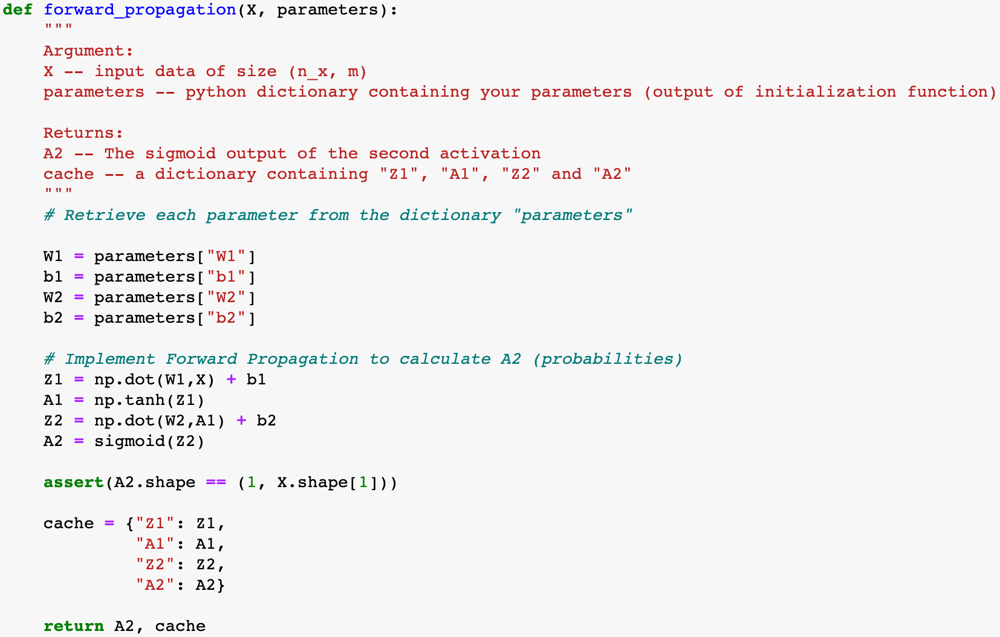 def forward_propagation(X, parameters):
    """
    Argument:
    X -- input data of size (n_x, m)
    parameters -- python dictionary containing your parameters (output of initialization function)
    Returns:
    A2 -- The sigmoid output of the second activation
    cache -- a dictionary containing "Z1", "A1", "Z2" and "A2"
    """
    # Retrieve each parameter from the dictionary "parameters"
    W1 = parameters["W1"]
    b1 = parameters["b1"]
    W2 = parameters["W2"]
    b2 = parameters["b2"]
    # Implement Forward Propagation to calculate A2 (probabilities)
    Z1 = np.dot(W1,X) + b1
    A1 = np.tanh(Z1)
    Z2 = np.dot(W2,A1) + b2
    A2 = sigmoid(Z2)
    assert(A2.shape == (1, X.shape[1]))
    cache = {"Z1": Z1,
             "A1": A1,
             "Z2": Z2,
             "A2": A2}
    return A2, cache